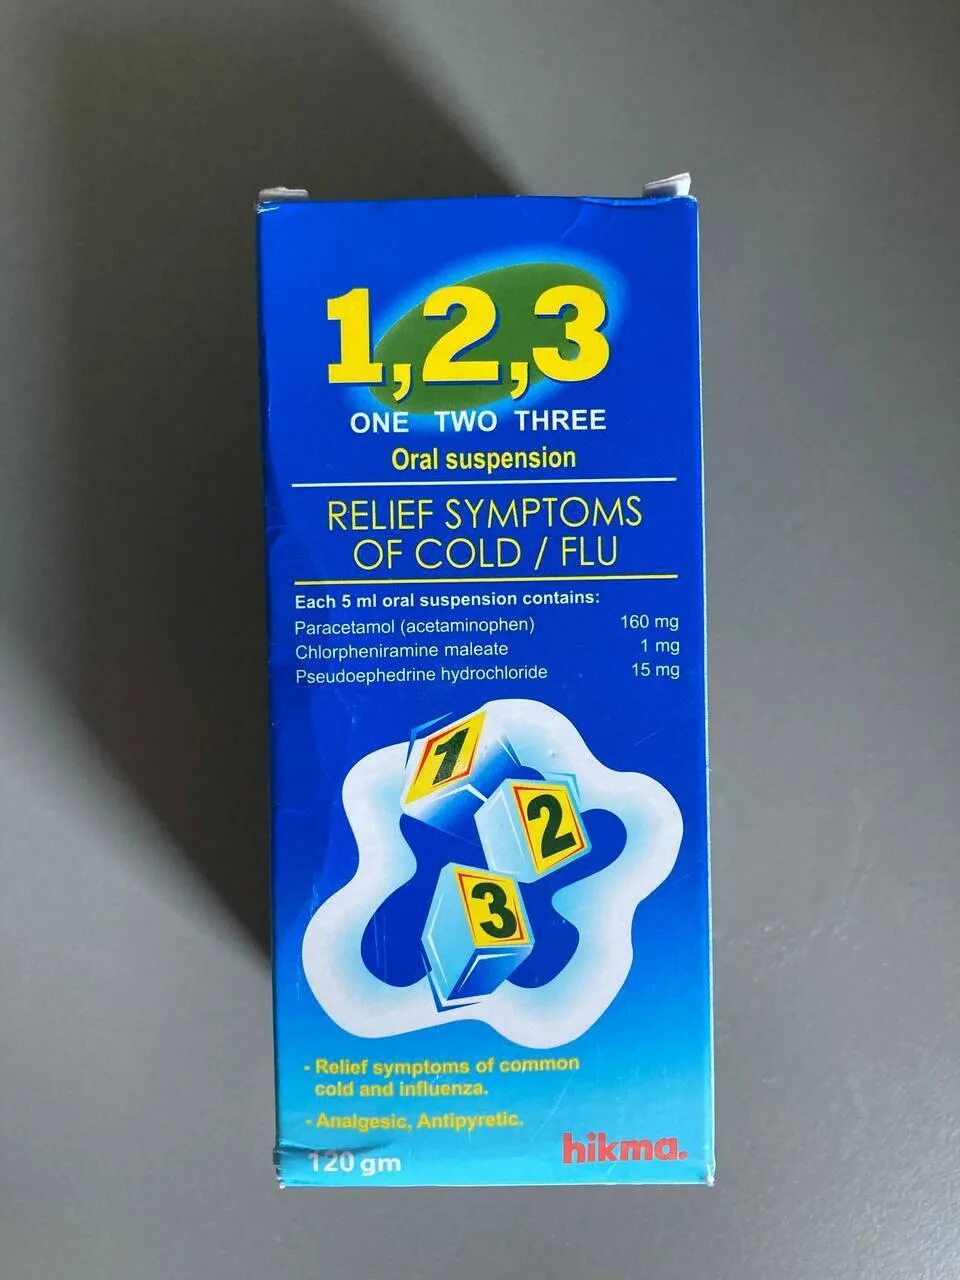 1,2,3
ONE TWO THREE
Oral suspension
RELIEF SYMPTOMS
OF COLD / FLU
Each 5 ml oral suspension contains:
Paracetamol (acetaminophen) 160 mg
Chlorpheniramine maleate 1 mg
Pseudoephedrine hydrochloride 15 mg
1
2
3
- Relief symptoms of common
cold and influenza.
- Analgesic, Antipyretic.
120 gm
hikma.